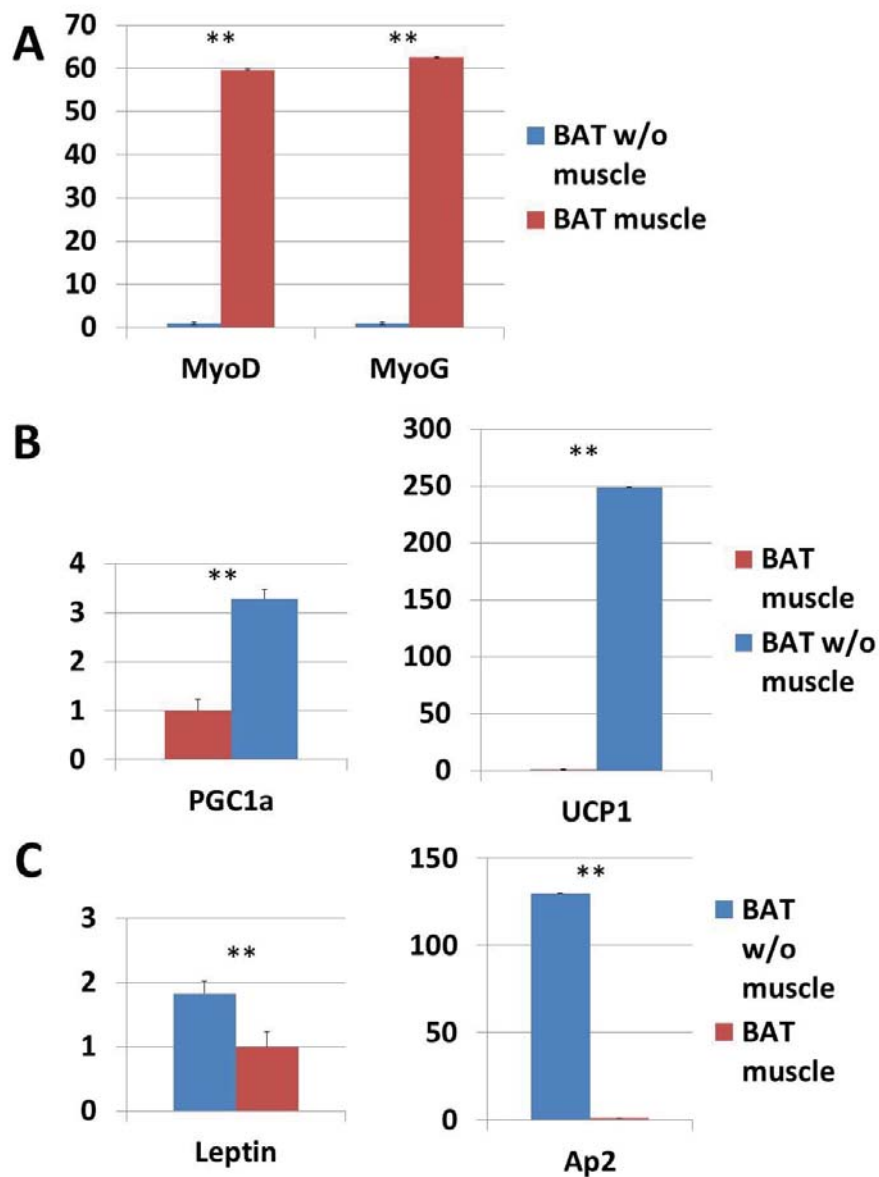 A
70
60
50
40
30
20
10
0
**
**
MyoD
MyoG
BAT w/o
muscle
BAT muscle
B
4
3
2
1
0
**
PGC1a
300
250
200
150
100
50
0
**
UCP1
BAT
muscle
BAT w/o
muscle
C
3
2
1
0
**
Leptin
150
100
50
0
**
Ap2
BAT
w/o
muscle
BAT
muscle